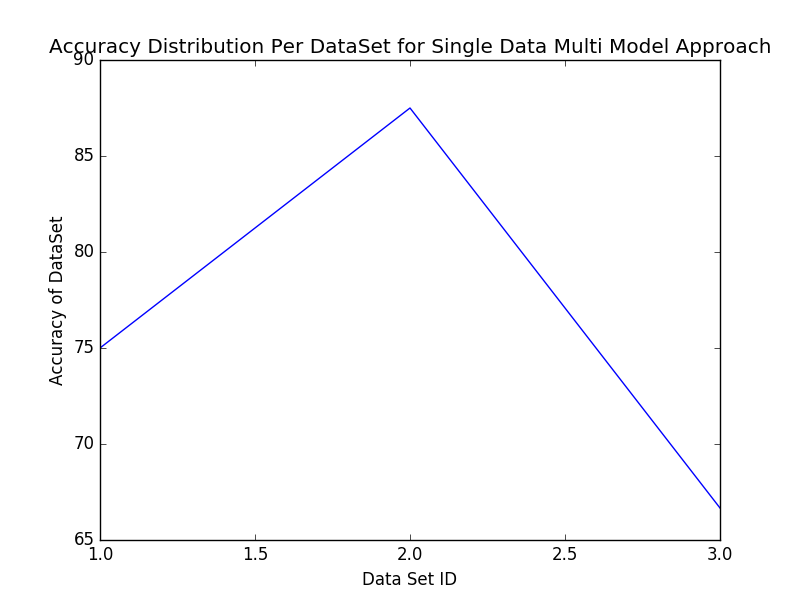 Accuracy Distribution Per DataSet for Single Data Multi Model Approach
90
85
80
75
70
65
Accuracy of DataSet
1.0 1.5 2.0 2.5 3.0
Data Set ID